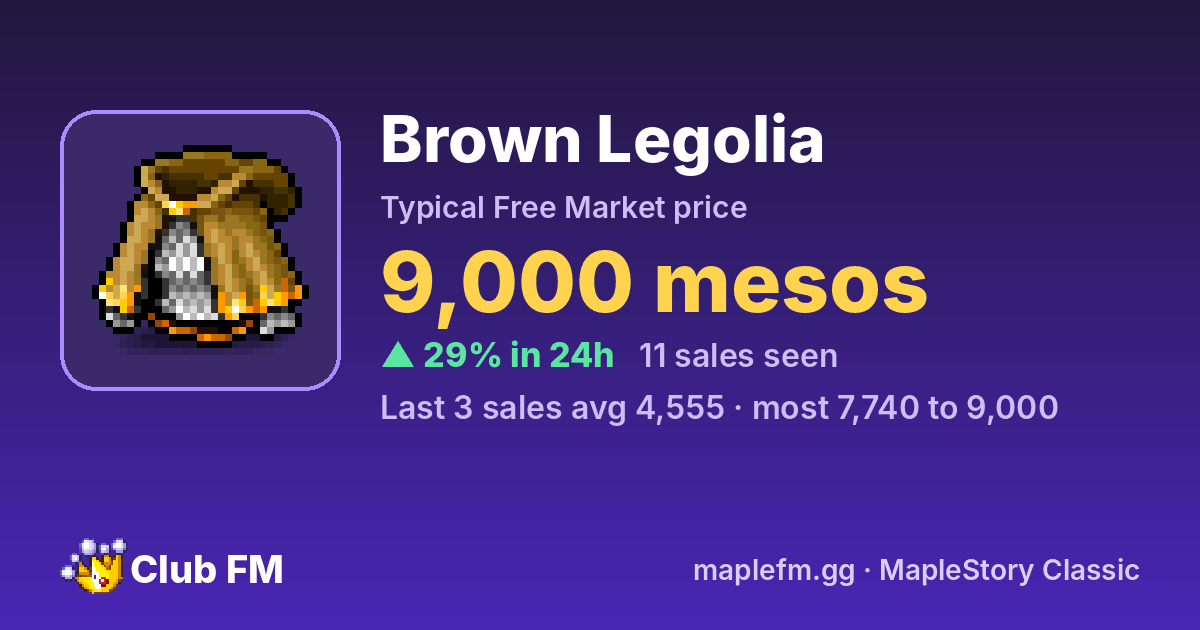 Brown Legolia
Typical Free Market price
9,000 mesos
▲ 29% in 24h 11 sales seen
Last 3 sales avg 4,555 · most 7,740 to 9,000
Club FM
maplefm.gg · MapleStory Classic